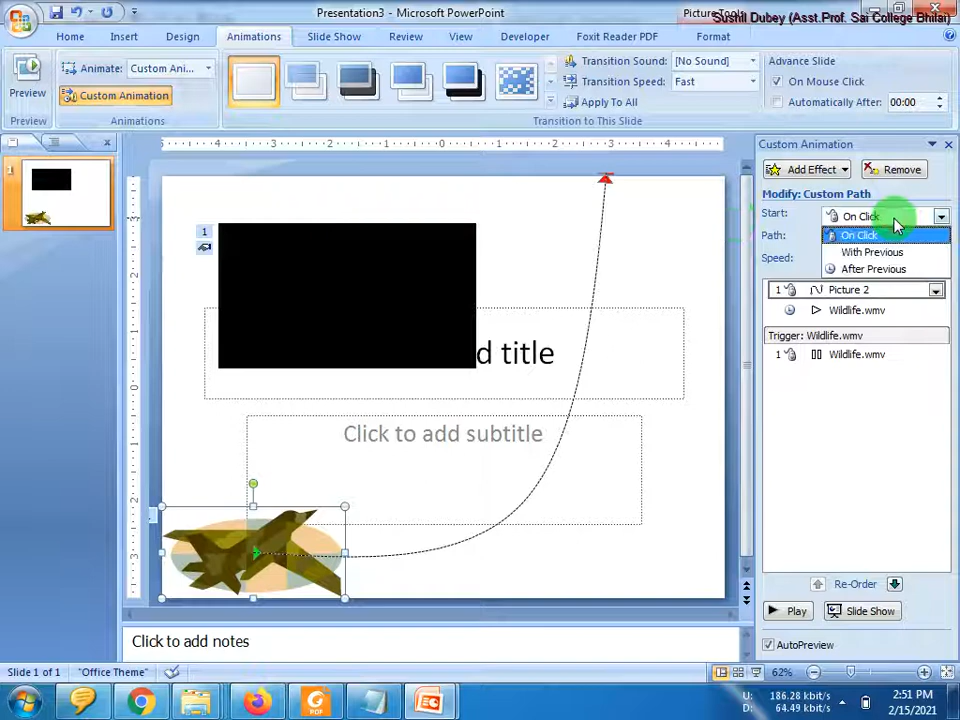 Presentation3 - Microsoft PowerPoint
Picture Tools
Sushil Dubey (Asst.Prof. Sai College Bhilai)
Home Insert Design Animations Slide Show Review View Developer Foxit Reader PDF Format
Preview
Preview
Animate: Custom Ani...
Custom Animation
Animations
Transition Sound: [No Sound]
Transition Speed: Fast
Apply To All
Transition to This Slide
Advance Slide
On Mouse Click
Automatically After: 00:00
1
1
d title
Click to add subtitle
Click to add notes
Custom Animation
Add Effect
Remove
Modify: Custom Path
Start: On Click
Path: On Click
With Previous
Speed:
After Previous
1 Picture 2
Wildlife.wmv
Trigger: Wildlife.wmv
1 Wildlife.wmv
Re-Order
Play
Slide Show
AutoPreview
Slide 1 of 1
"Office Theme"
62%
U: 186.28 kbit/s
D: 64.49 kbit/s
2:51 PM
2/15/2021